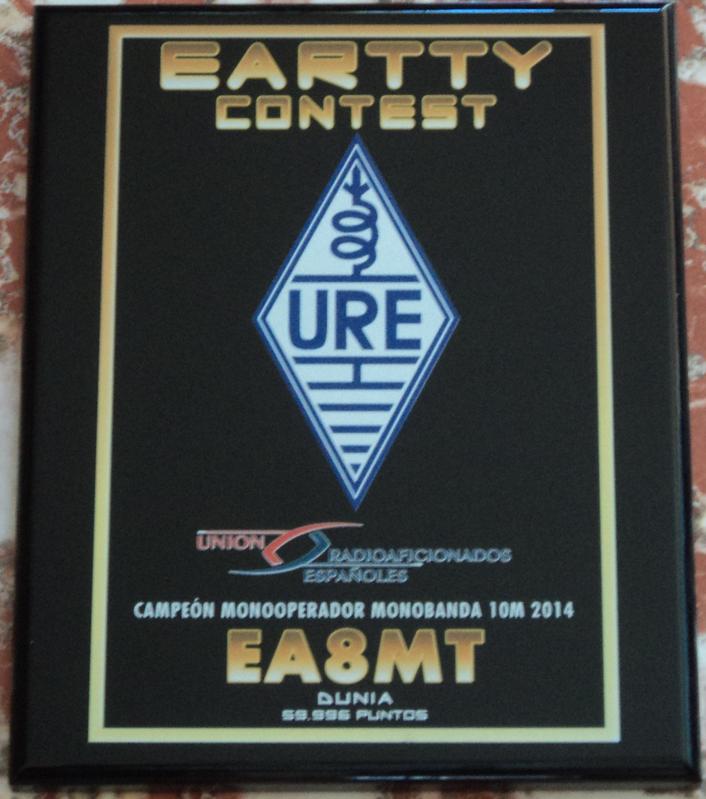 EARTTY
CONTEST
URE
UNION
RADIOAFICIONADOS
ESPAÑOLES
CAMPEÓN MONOOPERADOR MONOBANDA 10M 2014
EA8MT
DUNIA
59.996 PUNTOS